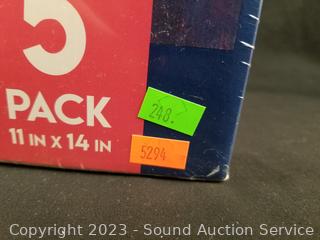 5
PACK
11 IN X 14 IN
248.-
5294
Copyright 2023 - Sound Auction Service